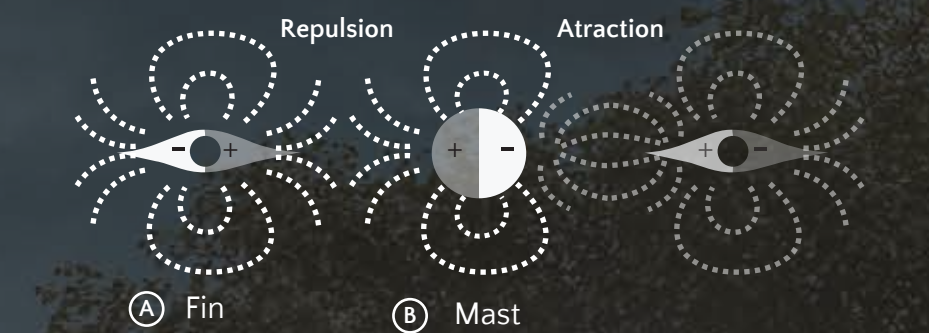 Repulsion
Atraction
- +
+ -
+ -
A Fin
B Mast